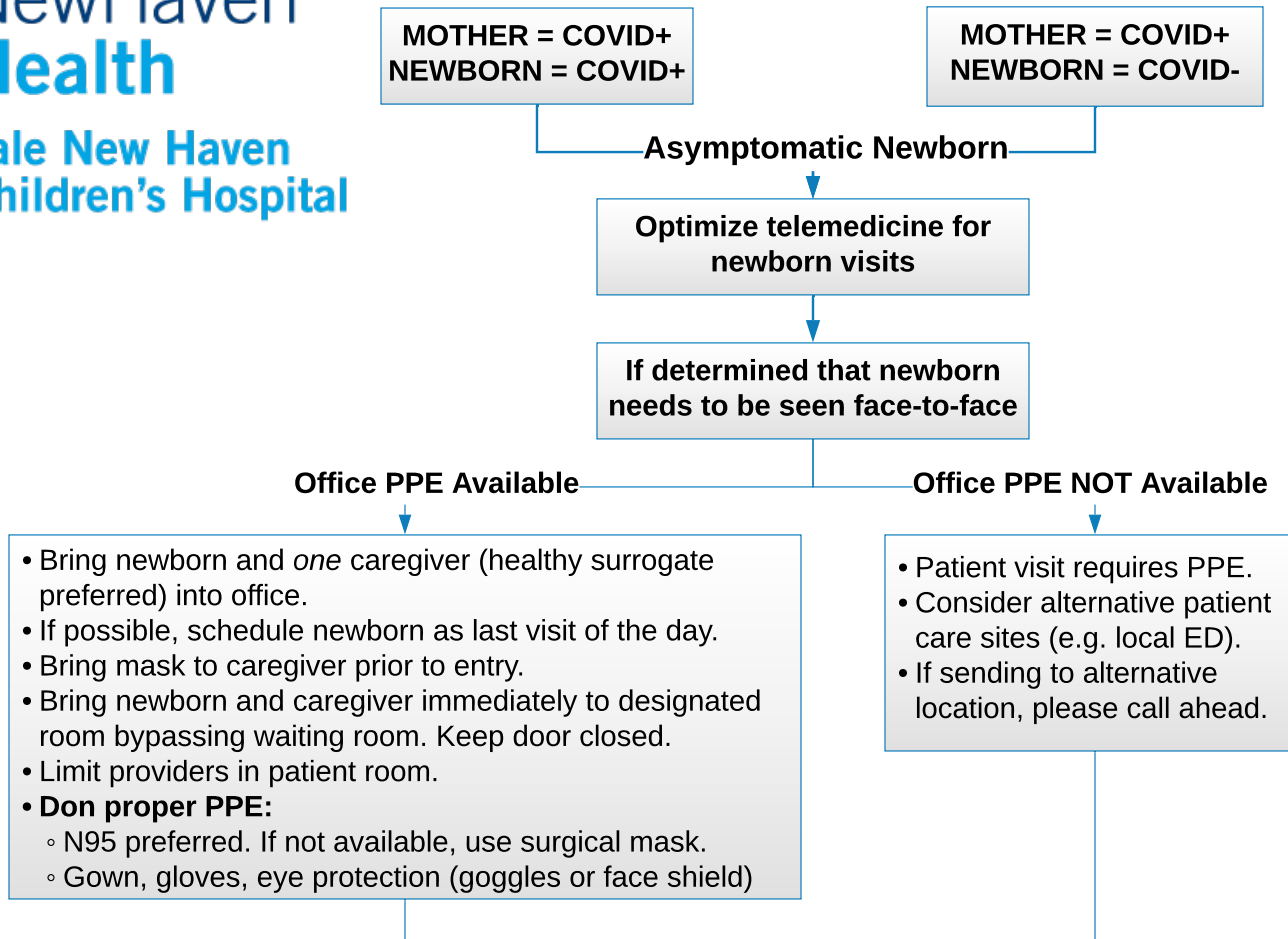 Health
New Haven
Children's Hospital
MOTHER = COVID+
NEWBORN = COVID+
MOTHER = COVID+
NEWBORN = COVID-
Asymptomatic Newborn
Optimize telemedicine for
newborn visits
If determined that newborn
needs to be seen face-to-face
Office PPE Available
Office PPE NOT Available
• Bring newborn and one caregiver (healthy surrogate
preferred) into office.
• If possible, schedule newborn as last visit of the day.
• Bring mask to caregiver prior to entry.
• Bring newborn and caregiver immediately to designated
room bypassing waiting room. Keep door closed.
• Limit providers in patient room.
• Don proper PPE:
◦ N95 preferred. If not available, use surgical mask.
◦ Gown, gloves, eye protection (goggles or face shield)
• Patient visit requires PPE.
• Consider alternative patient
care sites (e.g. local ED).
• If sending to alternative
location, please call ahead.